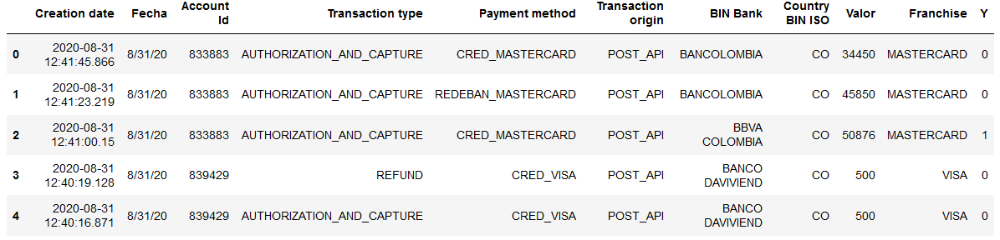 Creation date Fecha Account Id Transaction type Payment method Transaction origin BIN Bank Country BIN ISO Valor Franchise Y
0 2020-08-31 12:41:45.866 8/31/20 833883 AUTHORIZATION_AND_CAPTURE CRED_MASTERCARD POST_API BANCOLOMBIA CO 34450 MASTERCARD 0
1 2020-08-31 12:41:23.219 8/31/20 833883 AUTHORIZATION_AND_CAPTURE REDEBAN_MASTERCARD POST_API BANCOLOMBIA CO 45850 MASTERCARD 0
2 2020-08-31 12:41:00.15 8/31/20 833883 AUTHORIZATION_AND_CAPTURE CRED_MASTERCARD POST_API BBVA COLOMBIA CO 50876 MASTERCARD 1
3 2020-08-31 12:40:19.128 8/31/20 839429 REFUND CRED_VISA POST_API BANCO DAVIVIEND CO 500 VISA 0
4 2020-08-31 12:40:16.871 8/31/20 839429 AUTHORIZATION_AND_CAPTURE CRED_VISA POST_API BANCO DAVIVIEND CO 500 VISA 0